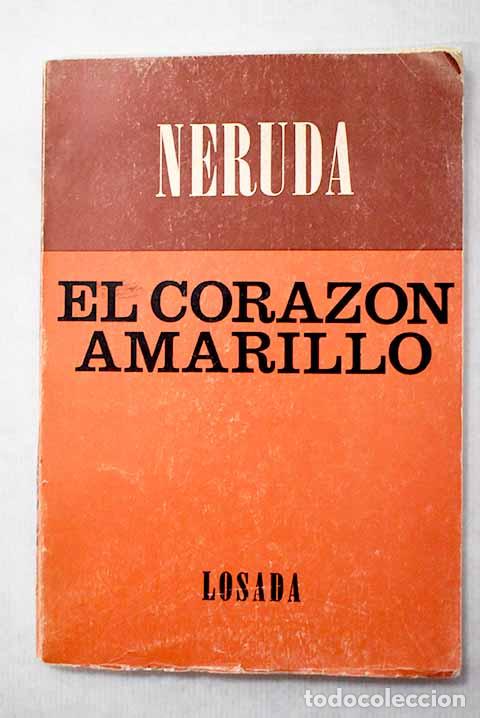 NERUDA
EL CORAZON
AMARILLO
LOSADA
todocoleccion